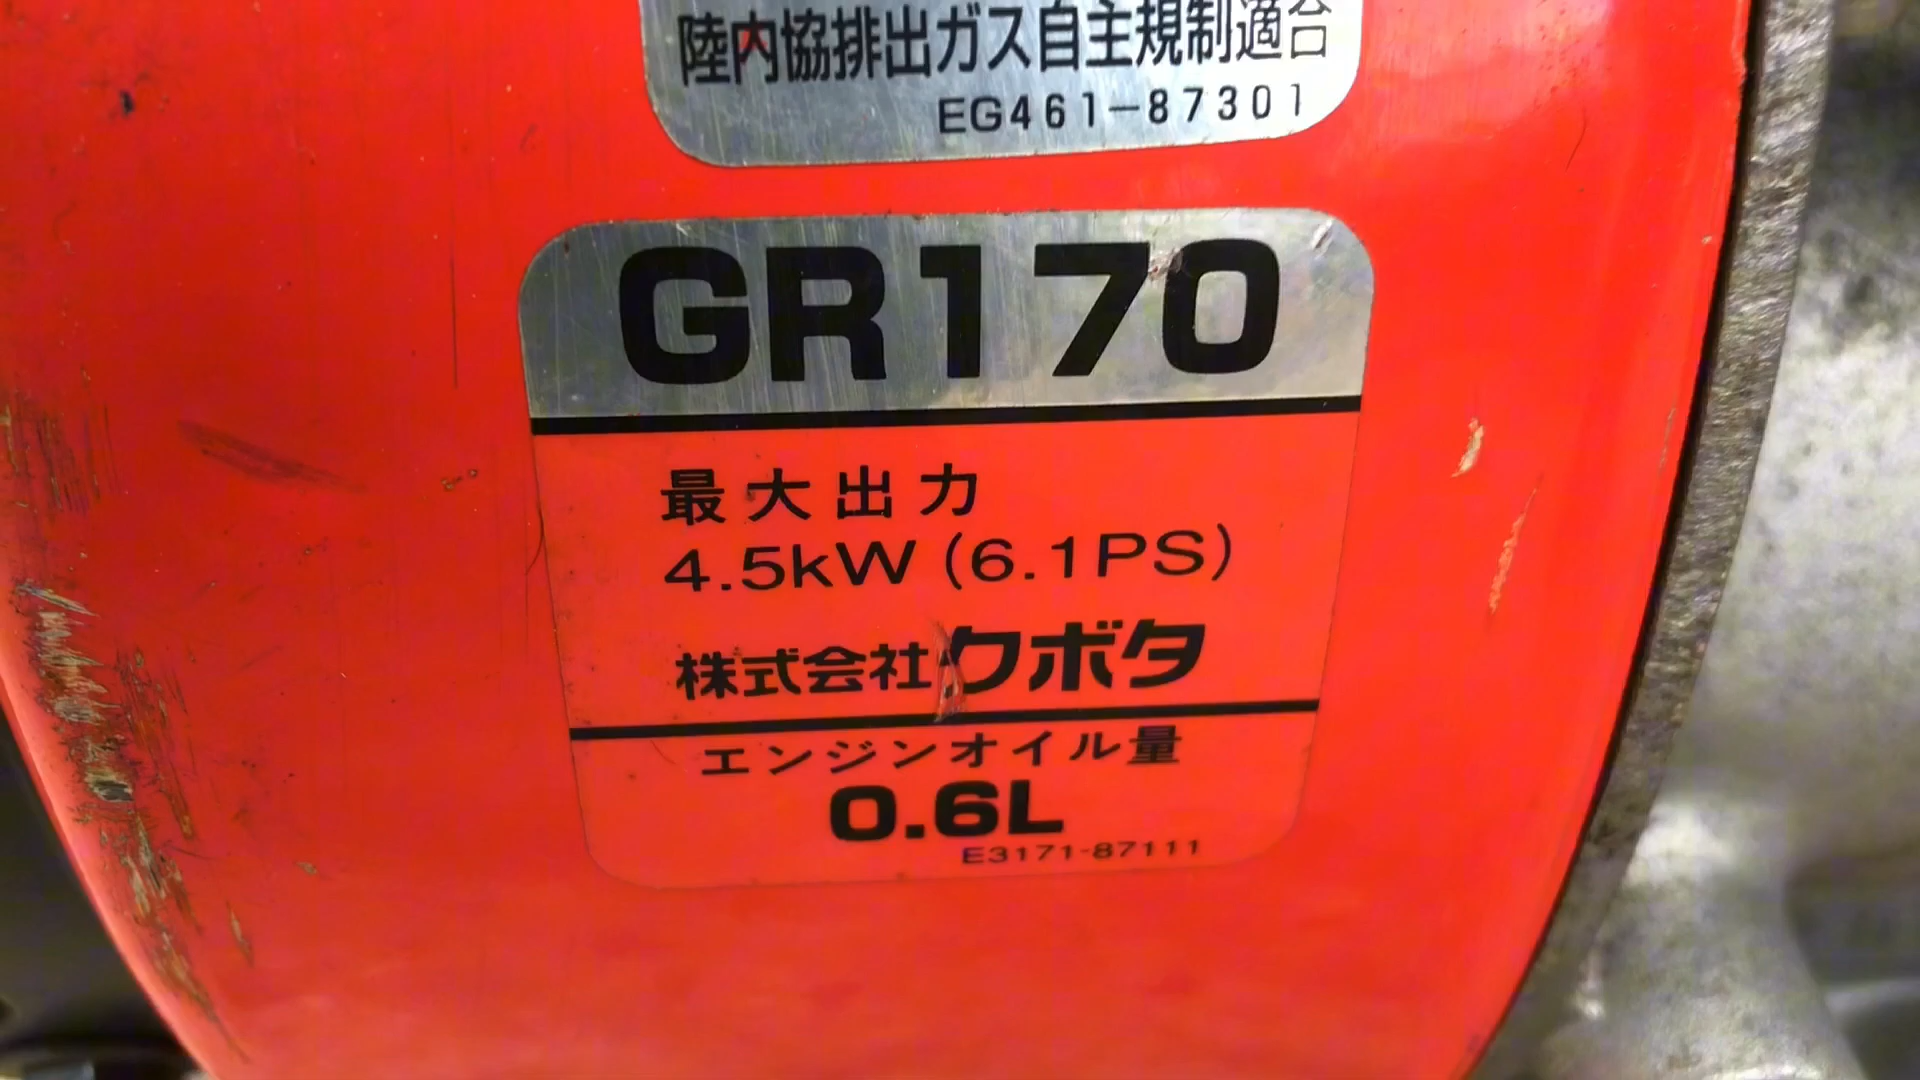 陸内協排出ガス自主規制適合
EG461-87301
GR170
最大出力
4.5kW(6.1PS)
株式会社クボタ
エンジンオイル量
0.6L
E3171-87111